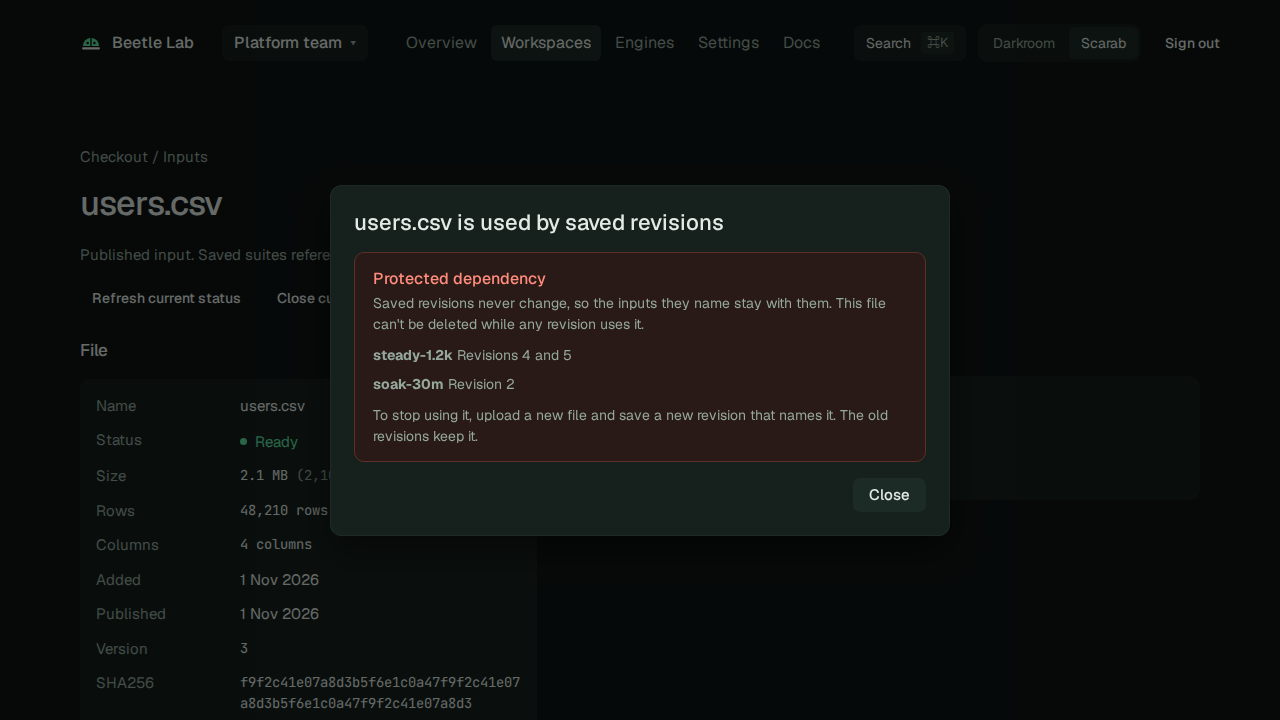 Beetle Lab
Platform team
Overview
Workspaces
Engines
Settings
Docs
Search ⌘K
Darkroom
Scarab
Sign out
Checkout / Inputs
users.csv
Published input. Saved suites refere
Refresh current status
Close cu
File
Name users.csv
Status Ready
Size 2.1 MB (2,10
Rows 48,210 rows
Columns 4 columns
Added 1 Nov 2026
Published 1 Nov 2026
Version 3
SHA256 f9f2c41e07a8d3b5f6e1c0a47f9f2c41e07
a8d3b5f6e1c0a47f9f2c41e07a8d3
users.csv is used by saved revisions
Protected dependency
Saved revisions never change, so the inputs they name stay with them. This file
can't be deleted while any revision uses it.
steady-1.2k Revisions 4 and 5
soak-30m Revision 2
To stop using it, upload a new file and save a new revision that names it. The old
revisions keep it.
Close